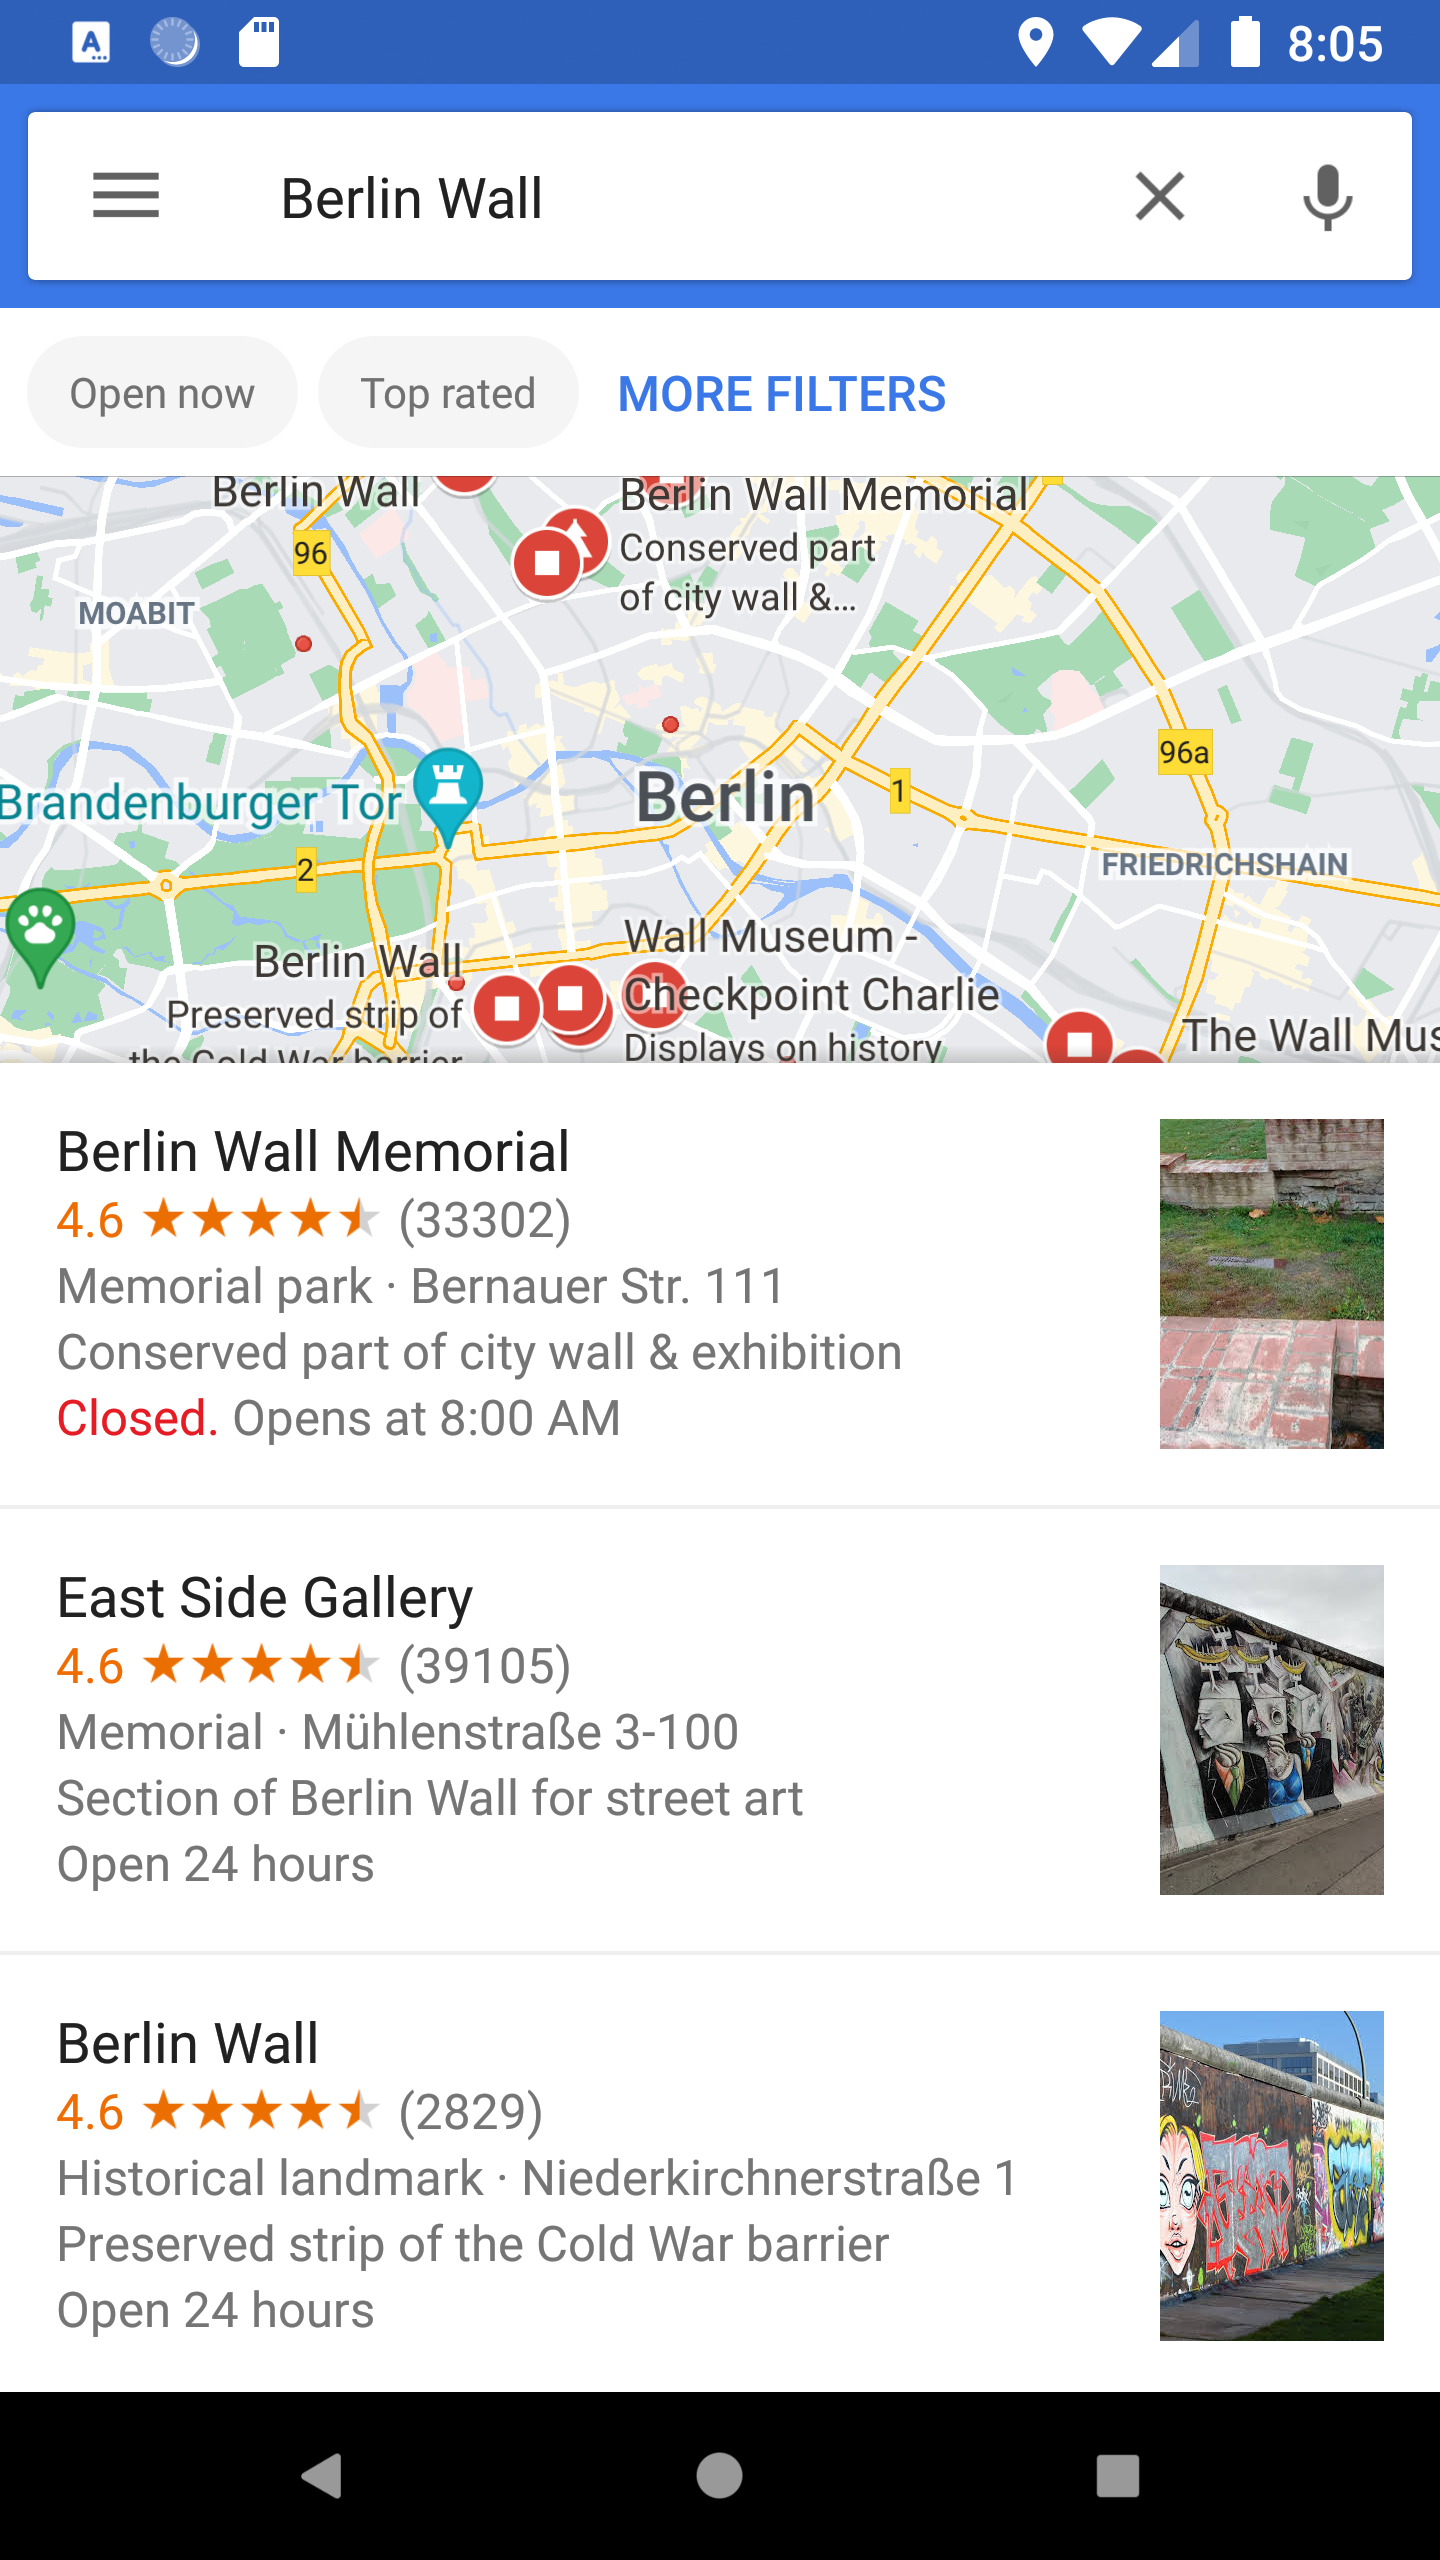 8:05
Berlin Wall
Open now
Top rated
MORE FILTERS
Berlin Wall
Berlin Wall Memorial
Conserved part
of city wall &...
96
MOABIT
96a
Brandenburger Tor
Berlin
1
2
FRIEDRICHSHAIN
Berlin Wall
Preserved strip of
the Cold War barrier
Wall Museum -
Checkpoint Charlie
Displays on history
The Wall Mus
Berlin Wall Memorial
4.6 (33302)
Memorial park · Bernauer Str. 111
Conserved part of city wall & exhibition
Closed. Opens at 8:00 AM
East Side Gallery
4.6 (39105)
Memorial · Mühlenstraße 3-100
Section of Berlin Wall for street art
Open 24 hours
Berlin Wall
4.6 (2829)
Historical landmark · Niederkirchnerstraße 1
Preserved strip of the Cold War barrier
Open 24 hours